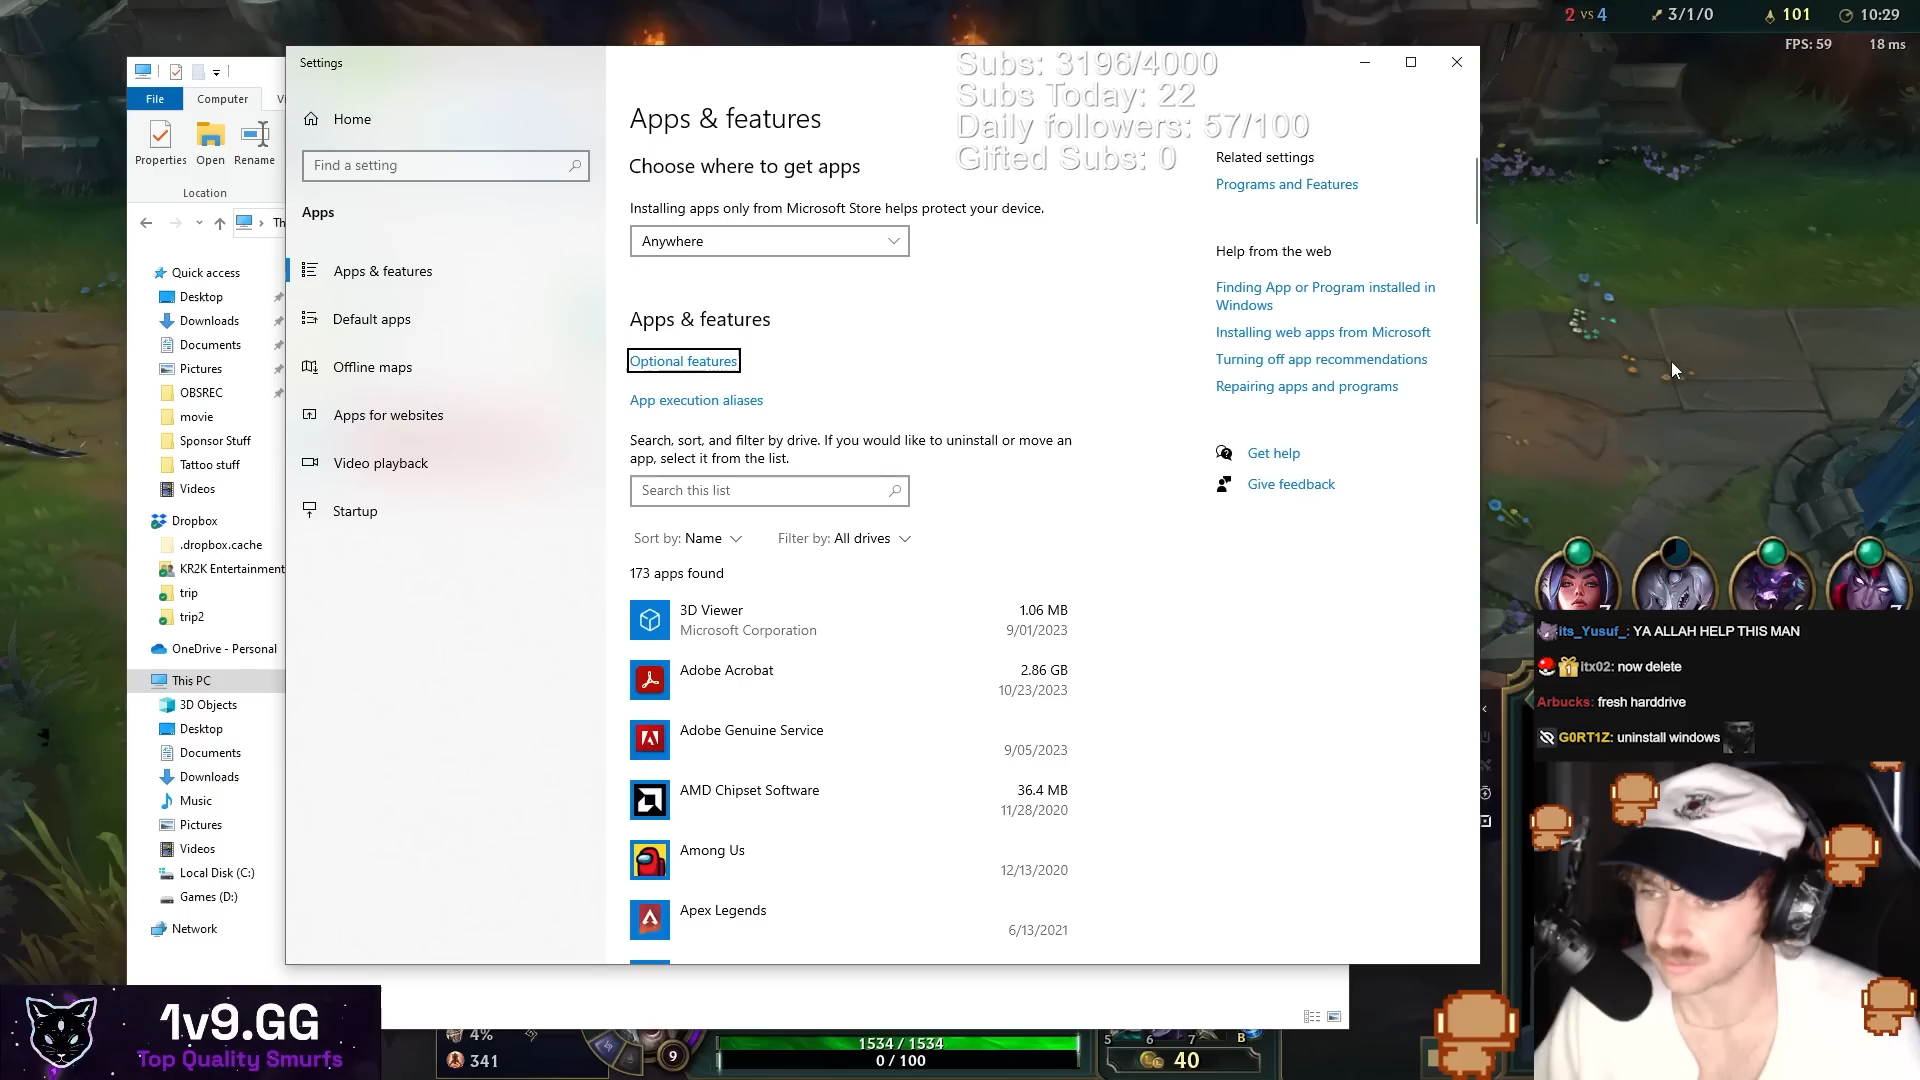 2 vs 4
3/1/0
101
10:29
FPS: 59
18 ms
File
Computer
Properties
Open
Rename
Location
Quick access
Desktop
Downloads
Documents
Pictures
OBSREC
movie
Sponsor Stuff
Tattoo stuff
Videos
Dropbox
.dropbox.cache
KR2K Entertainment
trip
trip2
OneDrive - Personal
This PC
3D Objects
Desktop
Documents
Downloads
Music
Pictures
Videos
Local Disk (C:)
Games (D:)
Network
Settings
Home
Find a setting
Apps
Apps & features
Default apps
Offline maps
Apps for websites
Video playback
Startup
Subs: 3196/4000
Subs Today: 22
Daily followers: 57/100
Gifted Subs: 0
Apps & features
Choose where to get apps
Installing apps only from Microsoft Store helps protect your device.
Anywhere
Apps & features
Optional features
App execution aliases
Search, sort, and filter by drive. If you would like to uninstall or move an
app, select it from the list.
Search this list
Sort by: Name
Filter by: All drives
173 apps found
3D Viewer
1.06 MB
Microsoft Corporation
9/01/2023
Adobe Acrobat
2.86 GB
10/23/2023
Adobe Genuine Service
9/05/2023
AMD Chipset Software
36.4 MB
11/28/2020
Among Us
12/13/2020
Apex Legends
6/13/2021
Related settings
Programs and Features
Help from the web
Finding App or Program installed in
Windows
Installing web apps from Microsoft
Turning off app recommendations
Repairing apps and programs
Get help
Give feedback
its_Yusuf_: YA ALLAH HELP THIS MAN
ltx02: now delete
Arbucks: fresh harddrive
G0RT1Z: uninstall windows
1v9.GG
Top Quality Smurfs
4%
341
9
1534 / 1534
0 / 100
5
6
7
B
40